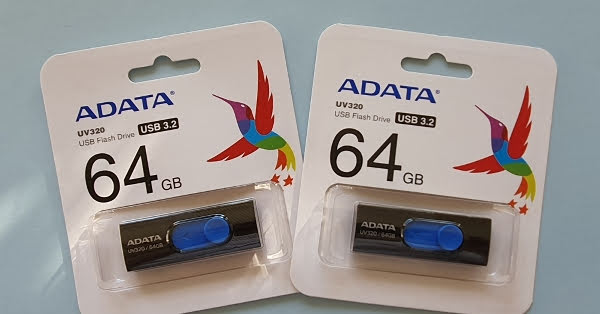 ADATA
UV320
USB Flash Drive USB 3.2
64 GB
ADATA
UV320 / 64GB
ADATA
UV320
USB Flash Drive USB 3.2
64 GB
ADATA
UV320 / 64GB